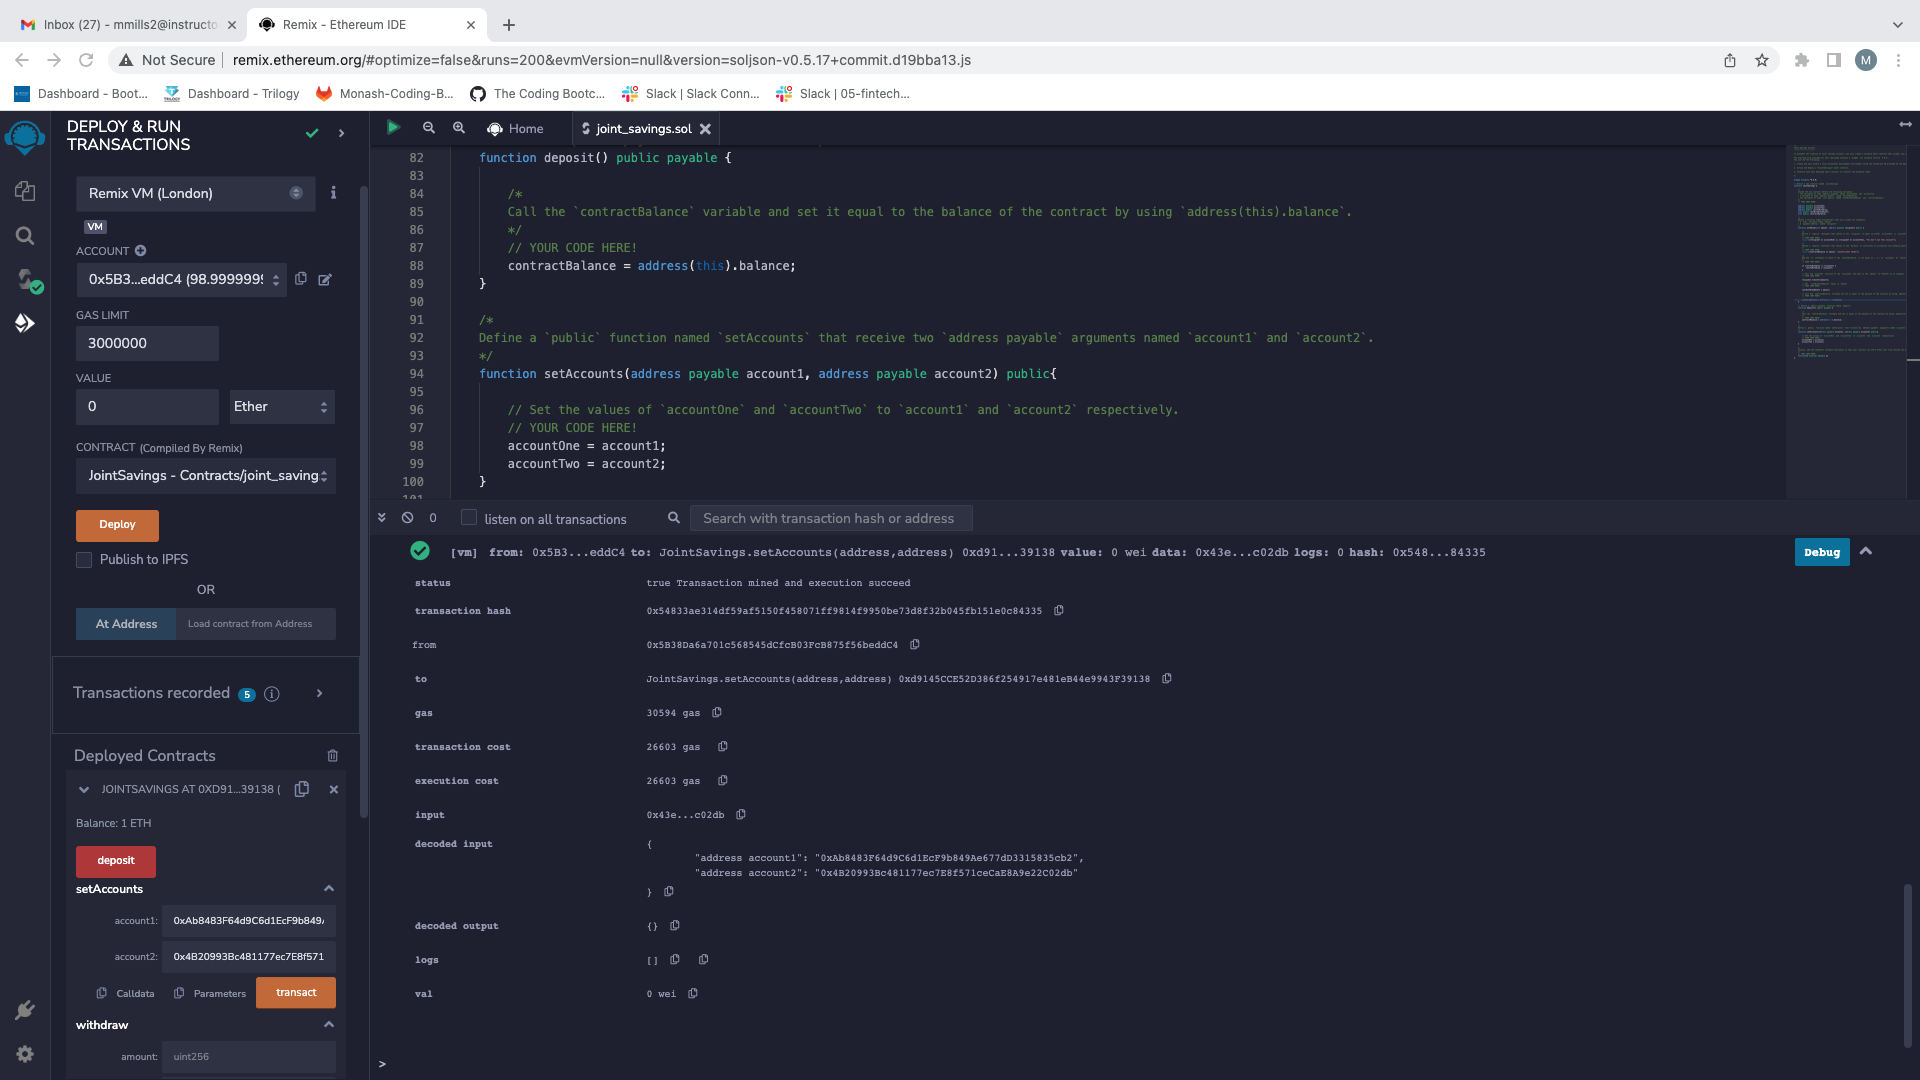 Inbox (27) - mmills2@instructo
Remix - Ethereum IDE
Not Secure
remix.ethereum.org/#optimize=false&runs=200&evmVersion=null&version=soljson-v0.5.17+commit.d19bba13.js
M
Dashboard - Boot...
Dashboard - Trilogy
Monash-Coding-B...
The Coding Bootc...
Slack | Slack Conn...
Slack | 05-fintech...
DEPLOY & RUN
TRANSACTIONS
Home
joint_savings.sol
Remix VM (London)
VM
ACCOUNT
0x5B3...eddC4 (98.9999999
GAS LIMIT
3000000
VALUE
0
Ether
CONTRACT (Compiled By Remix)
JointSavings - Contracts/joint_saving
Deploy
Publish to IPFS
OR
At Address
Load contract from Address
Transactions recorded 5
Deployed Contracts
JOINTSAVINGS AT 0XD91...39138 (
Balance: 1 ETH
deposit
setAccounts
account1: 0xAb8483F64d9C6d1EcF9b849
account2: 0x4B20993Bc481177ec7E8f571
Calldata
Parameters
transact
withdraw
amount: uint256
82 function deposit() public payable {
83
84 /*
85 Call the `contractBalance` variable and set it equal to the balance of the contract by using `address(this).balance`.
86 */
87 // YOUR CODE HERE!
88 contractBalance = address(this).balance;
89 }
90
91 /*
92 Define a `public` function named `setAccounts` that receive two `address payable` arguments named `account1` and `account2`.
93 */
94 function setAccounts(address payable account1, address payable account2) public{
95
96 // Set the values of `accountOne` and `accountTwo` to `account1` and `account2` respectively.
97 // YOUR CODE HERE!
98 accountOne = account1;
99 accountTwo = account2;
100 }
101
0
listen on all transactions
Search with transaction hash or address
[vm] from: 0x5B3...eddC4 to: JointSavings.setAccounts(address,address) 0xd91...39138 value: 0 wei data: 0x43e...c02db logs: 0 hash: 0x548...84335
Debug
status true Transaction mined and execution succeed
transaction hash 0x54833ae314df59af5150f458071ff9814f9950be73d8f32b045fb151e0c84335
from 0x5B38Da6a701c568545dCfcB03FcB875f56beddC4
to JointSavings.setAccounts(address,address) 0xd9145CCE52D386f254917e481eB44e9943F39138
gas 30594 gas
transaction cost 26603 gas
execution cost 26603 gas
input 0x43e...c02db
decoded input {
"address account1": "0xAb8483F64d9C6d1EcF9b849Ae677dD3315835cb2",
"address account2": "0x4B20993Bc481177ec7E8f571ceCaE8A9e22C02db"
}
decoded output {}
logs []
val 0 wei
>